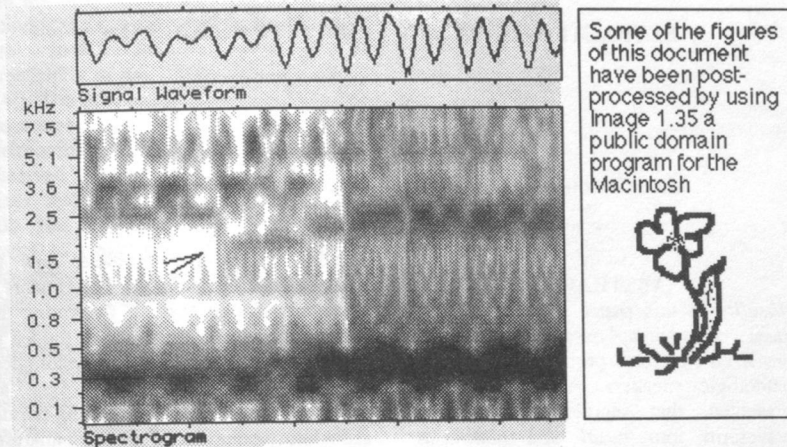 Signal Waveform
kHz
7.5
5.1
3.6
2.5
1.5
1.0
0.8
0.5
0.3
0.1
Spectrogram
Some of the figures
of this document
have been post-
processed by using
Image 1.35 a
public domain
program for the
Macintosh